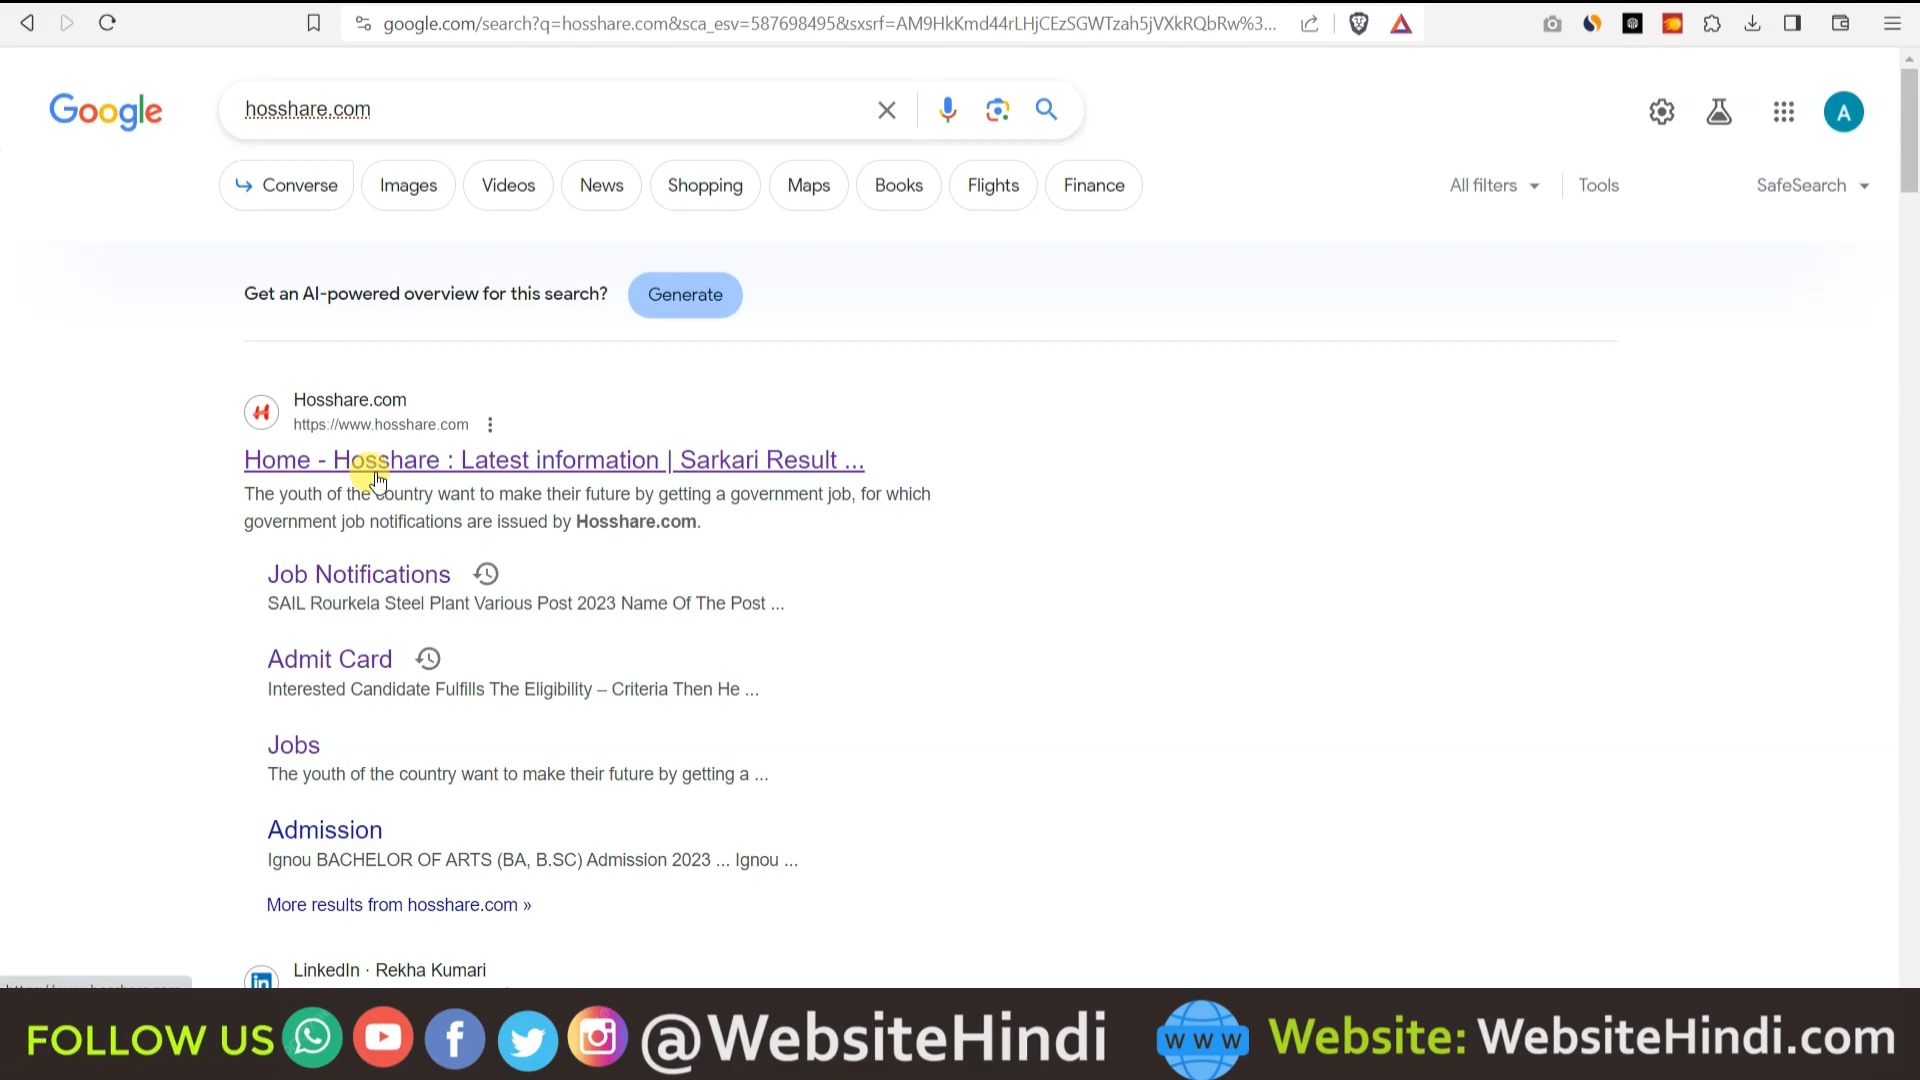 google.com/search?q=hosshare.com&sca_esv=587698495&sxsrf=AM9HkKmd44rLHjCEzSGWTzah5jVXkRQbRw%3...
Google
hosshare.com
A
Converse
Images
Videos
News
Shopping
Maps
Books
Flights
Finance
All filters
Tools
SafeSearch
Get an AI-powered overview for this search?
Generate
Hosshare.com
https://www.hosshare.com
Home - Hosshare : Latest information | Sarkari Result ...
The youth of the country want to make their future by getting a government job, for which
government job notifications are issued by Hosshare.com.
Job Notifications
SAIL Rourkela Steel Plant Various Post 2023 Name Of The Post ...
Admit Card
Interested Candidate Fulfills The Eligibility – Criteria Then He ...
Jobs
The youth of the country want to make their future by getting a ...
Admission
Ignou BACHELOR OF ARTS (BA, B.SC) Admission 2023 ... Ignou ...
More results from hosshare.com »
LinkedIn · Rekha Kumari
in
FOLLOW US
f
@WebsiteHindi
W W W
Website: WebsiteHindi.com